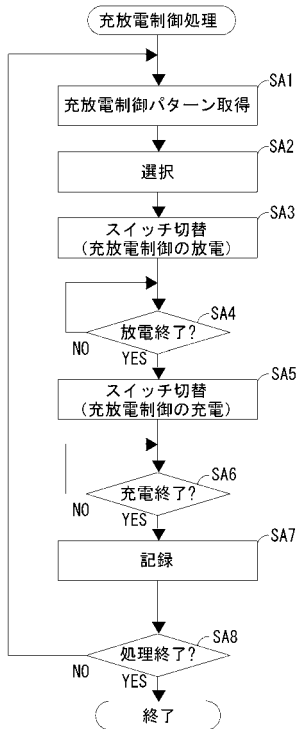 充放電制御処理
SA1
充放電制御パターン取得
SA2
選択
SA3
スイッチ切替
(充放電制御の放電)
SA4
放電終了?
NO
YES
SA5
スイッチ切替
(充放電制御の充電)
SA6
充電終了?
NO
YES
SA7
記録
SA8
処理終了?
NO
YES
終了